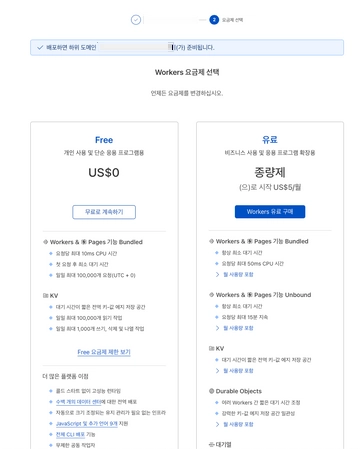 2 요금제 선택
배포하면 하위 도메인
(가) 준비됩니다.
Workers 요금제 선택
언제든 요금제를 변경하십시오.
Free
개인 사용 및 단순 응용 프로그램용
US$0
무료로 계속하기
Workers & Pages 기능 Bundled
요청당 최대 10ms CPU 시간
첫 요청 후 최소 대기 시간
일일 최대 100,000개 요청(UTC + 0)
KV
대기 시간이 짧은 전역 키-값 에지 저장 공간
일일 최대 100,000개 읽기 작업
일일 최대 1,000개 쓰기, 삭제 및 나열 작업
Free 요금제 제한 보기
더 많은 플랫폼 이점
콜드 스타트 없이 고성능 런타임
수백 개의 데이터 센터에 대한 전역 배포
자동으로 크기 조정되는 유지 관리가 필요 없는 인프라
JavaScript 및 추가 언어 9개 지원
전체 CLI 배포 기능
무제한 공동 작업자
유료
비즈니스 사용 및 응용 프로그램 확장용
종량제
(으)로 시작 US$5/월
Workers 유료 구매
Workers & Pages 기능 Bundled
항상 최소 대기 시간
요청당 최대 50ms CPU 시간
월 사용량 포함
Workers & Pages 기능 Unbound
항상 최소 대기 시간
요청당 최대 15분 지속
월 사용량 포함
KV
대기 시간이 짧은 전역 키-값 에지 저장 공간
월 사용량 포함
Durable Objects
여러 Workers 간 짧은 대기 시간 조정
강력한 키-값 에지 저장 공간 일관성
월 사용량 포함
대기열